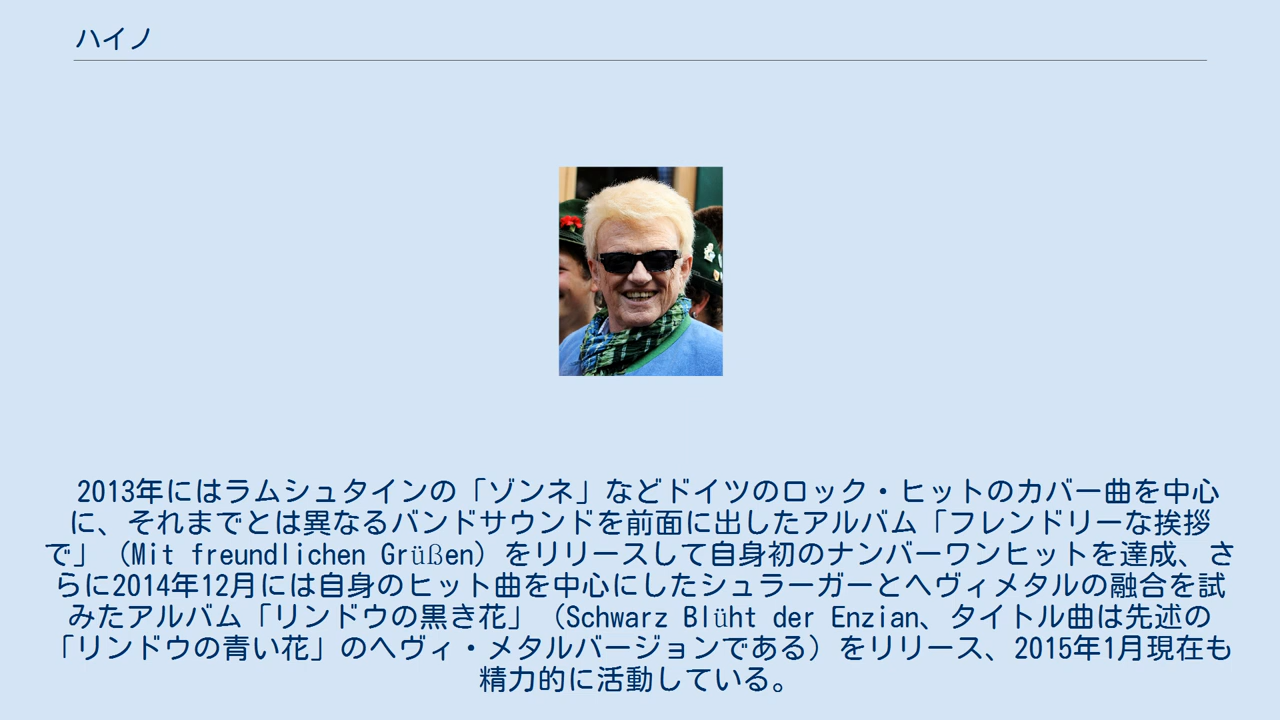 ハイノ
2013年にはラムシュタインの「ゾンネ」などドイツのロック・ヒットのカバー曲を中心
に、それまでとは異なるバンドサウンドを前面に出したアルバム「フレンドリーな挨拶
で」（Mit freundlichen Grüßen）をリリースして自身初のナンバーワンヒットを達成、さ
らに2014年12月には自身のヒット曲を中心にしたシュラーガーとヘヴィメタルの融合を試
みたアルバム「リンドウの黒き花」（Schwarz Blüht der Enzian、タイトル曲は先述の
「リンドウの青い花」のヘヴィ・メタルバージョンである）をリリース、2015年1月現在も
精力的に活動している。